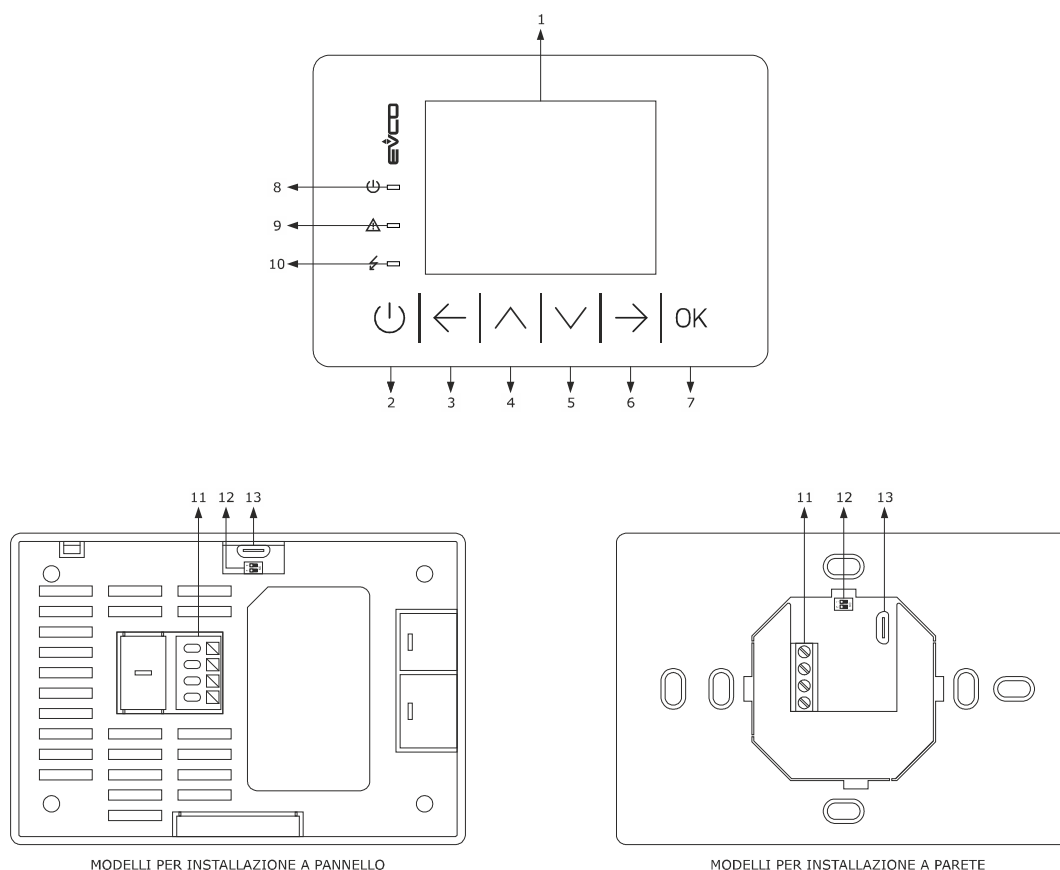 1
EVCO
8
9
10
OK
2 3 4 5 6 7
11 12 13
11 12 13
MODELLI PER INSTALLAZIONE A PANNELLO
MODELLI PER INSTALLAZIONE A PARETE